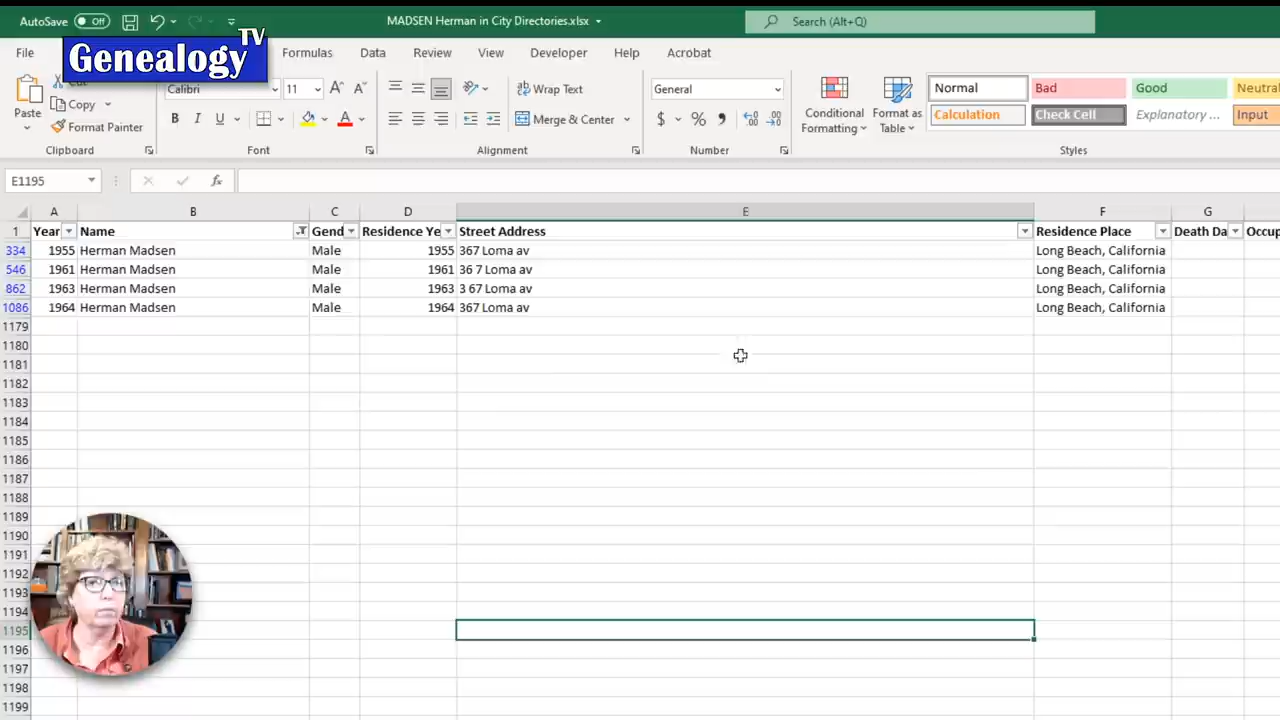 AutoSave Off MADSEN Herman in City Directories.xlsx Search (Alt+Q)
Genealogy TV
File Formulas Data Review View Developer Help Acrobat
Paste Cut Copy Format Painter
Calibri 11
B I U
Wrap Text
Merge & Center
General
$ %
Conditional Formatting
Format as Table
Normal Bad Good Neutral
Calculation Check Cell Explanatory ... Input
Clipboard Font Alignment Number Styles
E1195 fx
A B C D E F G
1 Year Name Gend Residence Ye Street Address Residence Place Death Da Occup
334 1955 Herman Madsen Male 1955 367 Loma av Long Beach, California
546 1961 Herman Madsen Male 1961 36 7 Loma av Long Beach, California
862 1963 Herman Madsen Male 1963 3 67 Loma av Long Beach, California
1086 1964 Herman Madsen Male 1964 367 Loma av Long Beach, California
1179
1180
1181
1182
1183
1184
1185
1186
1187
1188
1189
1190
1191
1192
1193
1194
1195
1196
1197
1198
1199